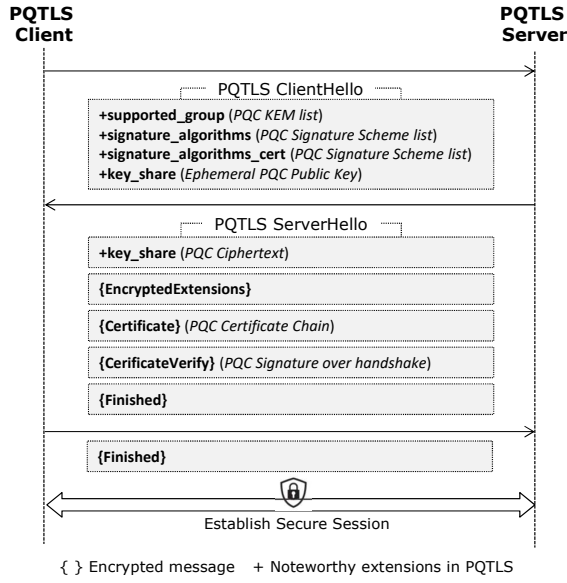 PQTLS Client
PQTLS Server
PQTLS ClientHello
+supported_group (PQC KEM list)
+signature_algorithms (PQC Signature Scheme list)
+signature_algorithms_cert (PQC Signature Scheme list)
+key_share (Ephemeral PQC Public Key)
PQTLS ServerHello
+key_share (PQC Ciphertext)
{EncryptedExtensions}
{Certificate} (PQC Certificate Chain)
{CerificateVerify} (PQC Signature over handshake)
{Finished}
{Finished}
Establish Secure Session
{ } Encrypted message + Noteworthy extensions in PQTLS